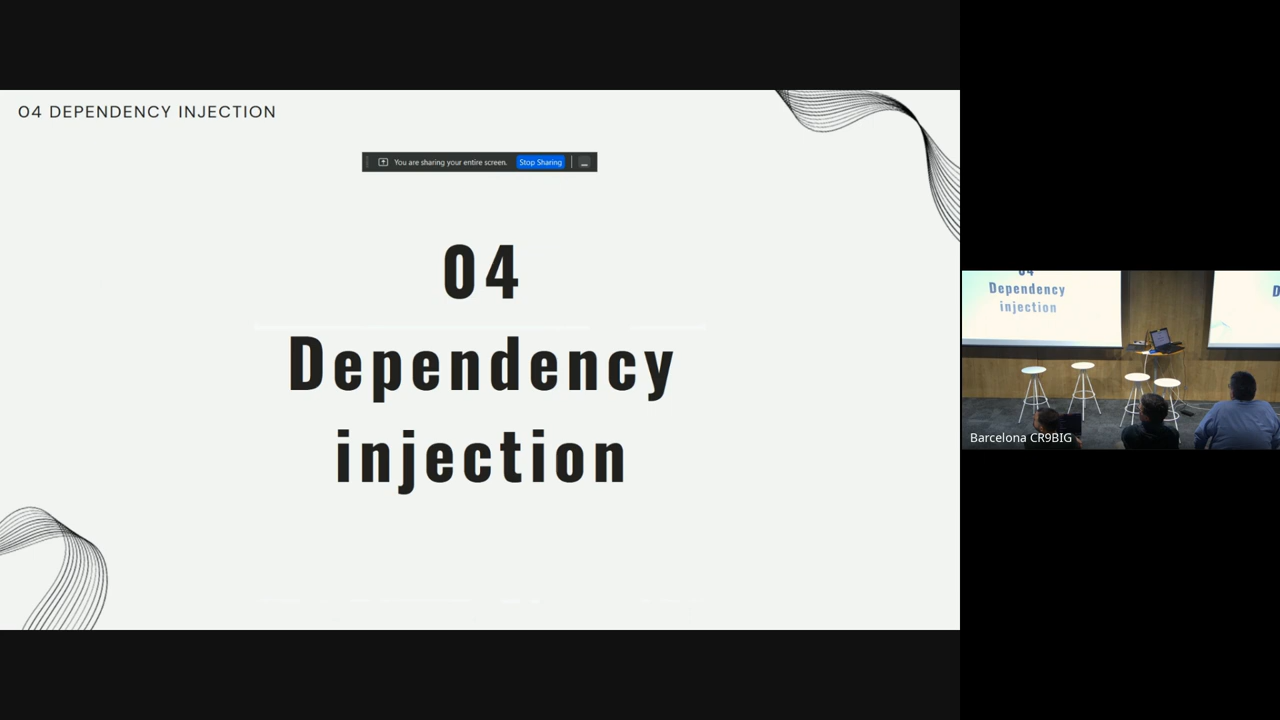 04 DEPENDENCY INJECTION
You are sharing your entire screen. Stop Sharing
04
Dependency
injection
04
Dependency
injection
D
Barcelona CR9BIG